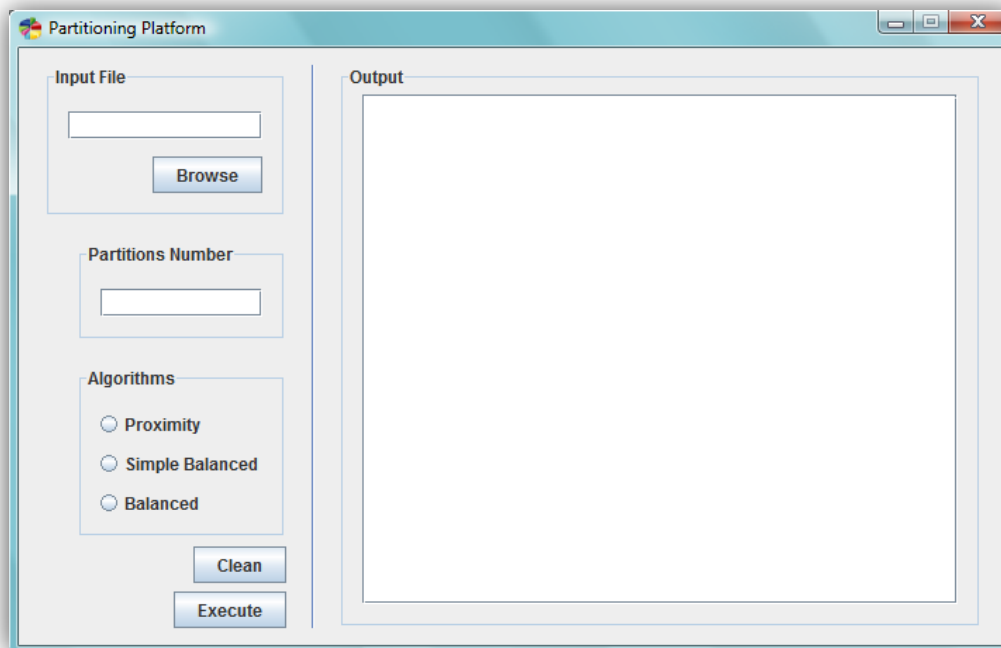 Partitioning Platform
Input File
Browse
Partitions Number
Algorithms
Proximity
Simple Balanced
Balanced
Clean
Execute
Output